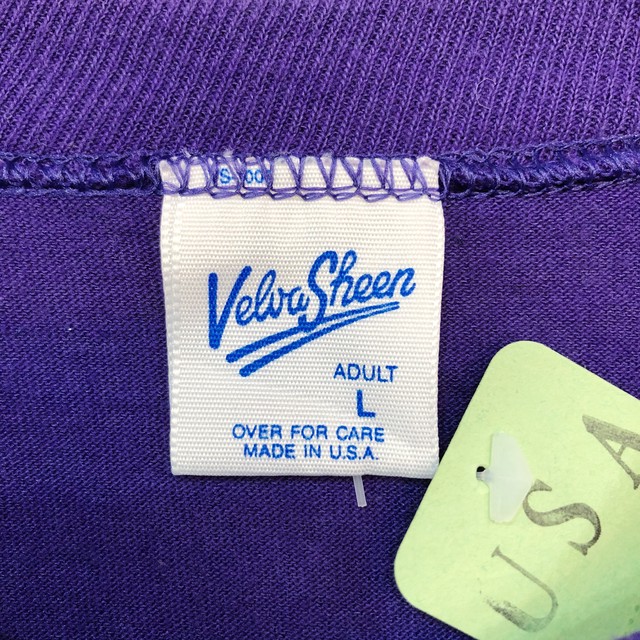 Velva Sheen
ADULT
L
OVER FOR CARE
MADE IN U.S.A.
USA